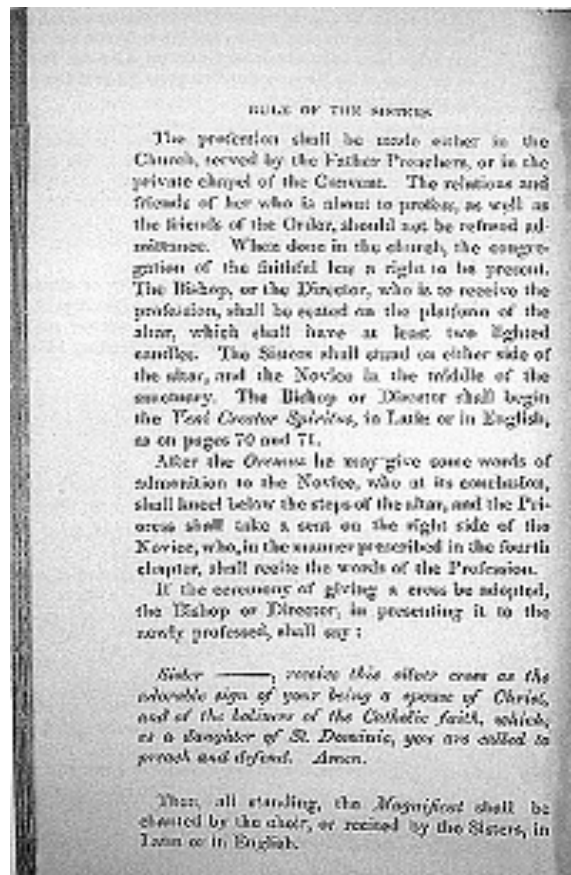 RULE OF THE SISTERS
The profession shall be made either in the
Church, served by the Father Preachers, or in the
private chapel of the Convent. The relations and
friends of her who is about to profess, as well as
the friends of the Order, should not be refused ad-
mittance. When done in the church, the congre-
gation of the faithful has a right to be present.
The Bishop, or the Director, who is to receive the
profession, shall be seated on the platform of the
altar, which shall have at least two lighted
candles. The Sisters shall stand on either side of
the altar, and the Novice in the middle of the
sanctuary. The Bishop or Director shall begin
the Veni Creator Spiritus, in Latin or in English,
as on pages 70 and 71.
After the Oremus he may give some words of
admonition to the Novice, who at its conclusion,
shall kneel below the steps of the altar, and the Pri-
oress shall take a seat on the right side of the
Novice, who, in the manner prescribed in the fourth
chapter, shall recite the words of the Profession.
If the ceremony of giving a cross be adopted,
the Bishop or Director, in presenting it to the
newly professed, shall say :
Sister ———, receive this silver cross as the
adorable sign of your being a spouse of Christ,
and of the holiness of the Catholic faith, which,
as a daughter of St. Dominic, you are called to
preach and defend. Amen.
Then, all standing, the Magnificat shall be
chanted by the choir, or recited by the Sisters, in
Latin or in English.